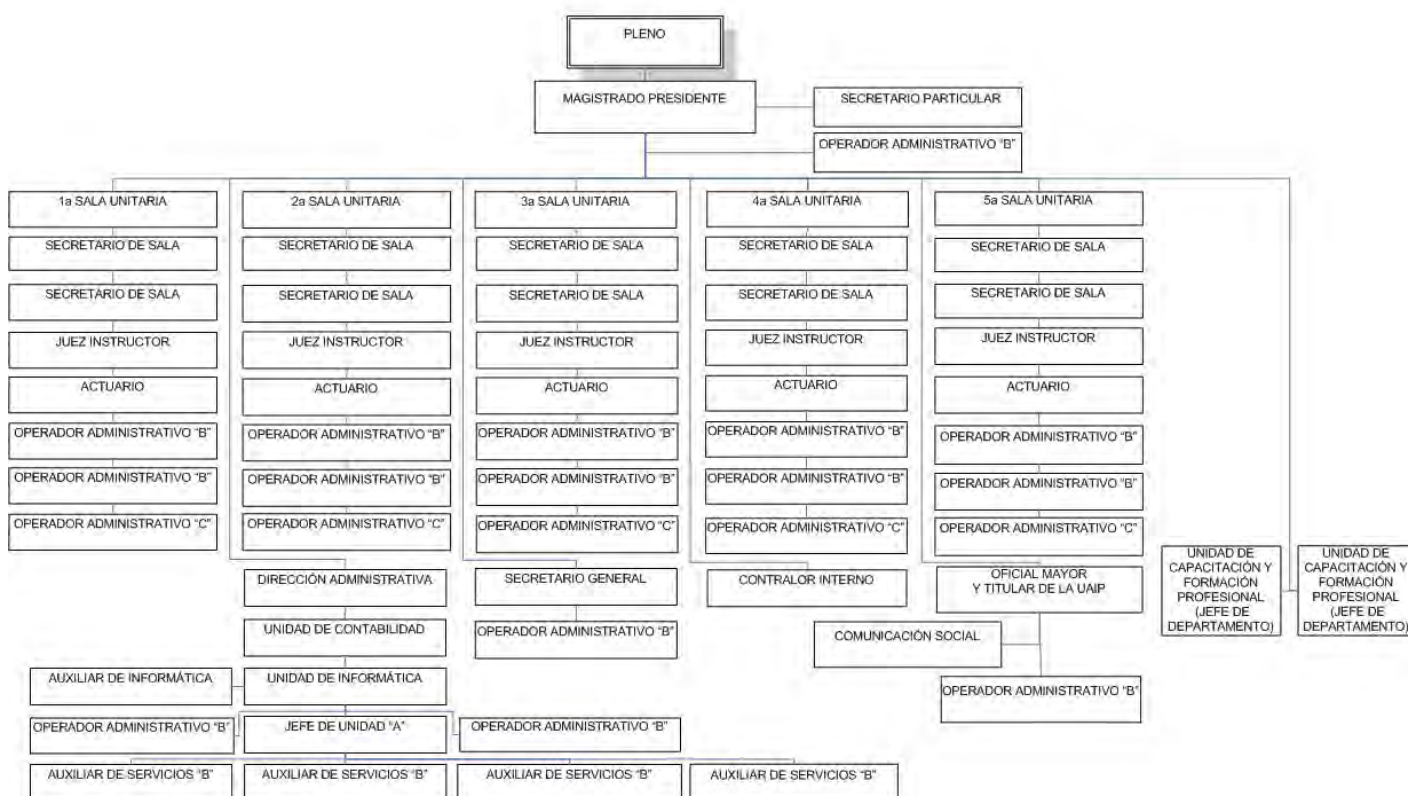 PLENO
MAGISTRADO PRESIDENTE
SECRETARIO PARTICULAR
OPERADOR ADMINISTRATIVO "B"
1a SALA UNITARIA
SECRETARIO DE SALA
SECRETARIO DE SALA
JUEZ INSTRUCTOR
ACTUARIO
OPERADOR ADMINISTRATIVO "B"
OPERADOR ADMINISTRATIVO "B"
OPERADOR ADMINISTRATIVO "C"
2a SALA UNITARIA
SECRETARIO DE SALA
SECRETARIO DE SALA
JUEZ INSTRUCTOR
ACTUARIO
OPERADOR ADMINISTRATIVO "B"
OPERADOR ADMINISTRATIVO "B"
OPERADOR ADMINISTRATIVO "C"
3a SALA UNITARIA
SECRETARIO DE SALA
SECRETARIO DE SALA
JUEZ INSTRUCTOR
ACTUARIO
OPERADOR ADMINISTRATIVO "B"
OPERADOR ADMINISTRATIVO "B"
OPERADOR ADMINISTRATIVO "C"
4a SALA UNITARIA
SECRETARIO DE SALA
SECRETARIO DE SALA
JUEZ INSTRUCTOR
ACTUARIO
OPERADOR ADMINISTRATIVO "B"
OPERADOR ADMINISTRATIVO "B"
OPERADOR ADMINISTRATIVO "C"
5a SALA UNITARIA
SECRETARIO DE SALA
SECRETARIO DE SALA
JUEZ INSTRUCTOR
ACTUARIO
OPERADOR ADMINISTRATIVO "B"
OPERADOR ADMINISTRATIVO "B"
OPERADOR ADMINISTRATIVO "C"
DIRECCIÓN ADMINISTRATIVA
UNIDAD DE CONTABILIDAD
AUXILIAR DE INFORMÁTICA
UNIDAD DE INFORMÁTICA
OPERADOR ADMINISTRATIVO "B"
JEFE DE UNIDAD "A"
OPERADOR ADMINISTRATIVO "B"
AUXILIAR DE SERVICIOS "B"
AUXILIAR DE SERVICIOS "B"
AUXILIAR DE SERVICIOS "B"
AUXILIAR DE SERVICIOS "B"
SECRETARIO GENERAL
OPERADOR ADMINISTRATIVO "B"
CONTRALOR INTERNO
OFICIAL MAYOR
Y TITULAR DE LA UAIP
COMUNICACIÓN SOCIAL
OPERADOR ADMINISTRATIVO "B"
UNIDAD DE
CAPACITACIÓN Y
FORMACIÓN
PROFESIONAL
(JEFE DE
DEPARTAMENTO)
UNIDAD DE
CAPACITACIÓN Y
FORMACIÓN
PROFESIONAL
(JEFE DE
DEPARTAMENTO)